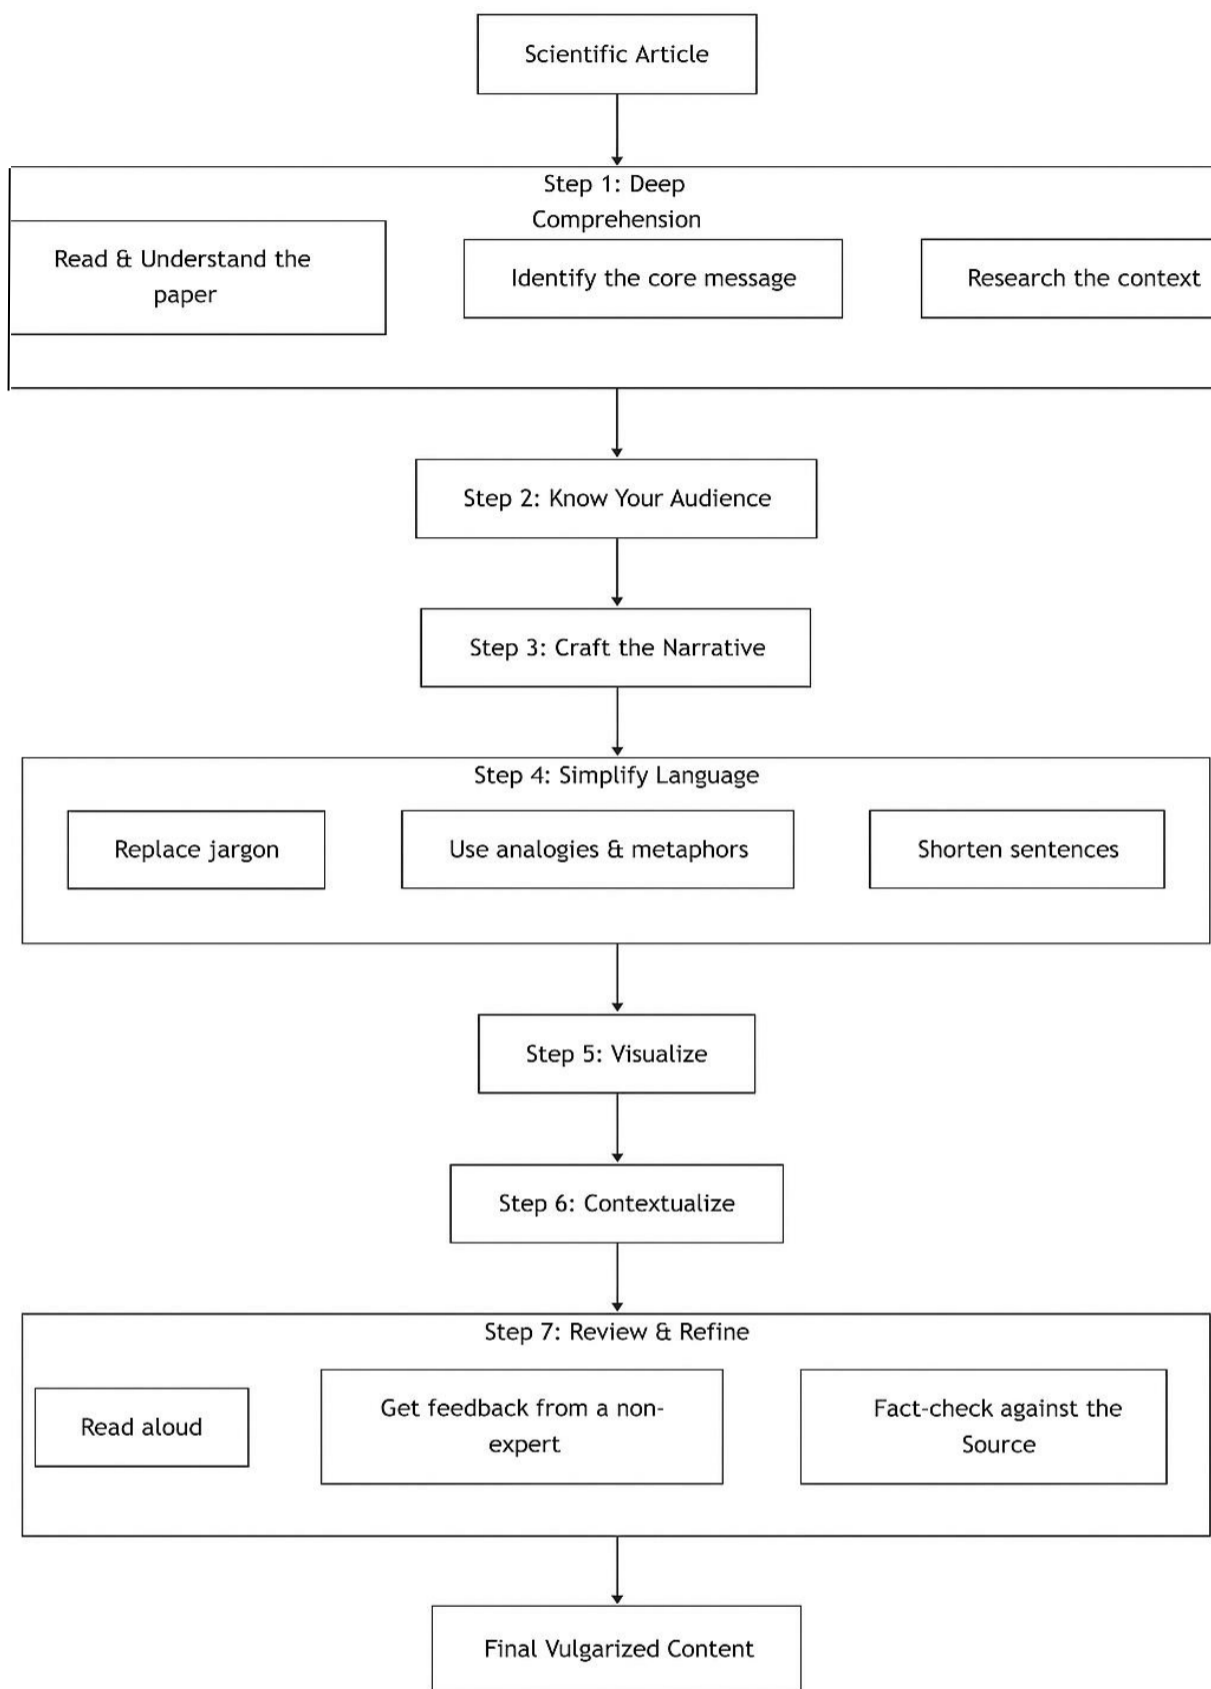 Scientific Article
Step 1: Deep
Comprehension
Read & Understand the
paper
Identify the core message
Research the context
Step 2: Know Your Audience
Step 3: Craft the Narrative
Step 4: Simplify Language
Replace jargon
Use analogies & metaphors
Shorten sentences
Step 5: Visualize
Step 6: Contextualize
Step 7: Review & Refine
Read aloud
Get feedback from a non-
expert
Fact-check against the
Source
Final Vulgarized Content